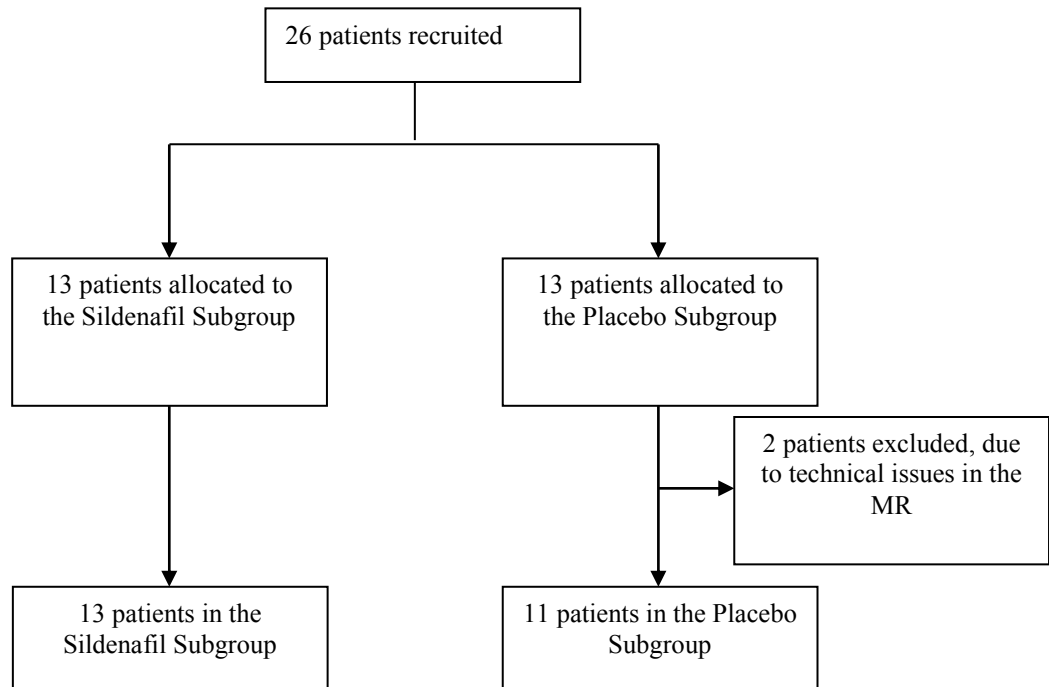 26 patients recruited
13 patients allocated to
the Sildenafil Subgroup
13 patients allocated to
the Placebo Subgroup
2 patients excluded, due
to technical issues in the
MR
13 patients in the
Sildenafil Subgroup
11 patients in the Placebo
Subgroup